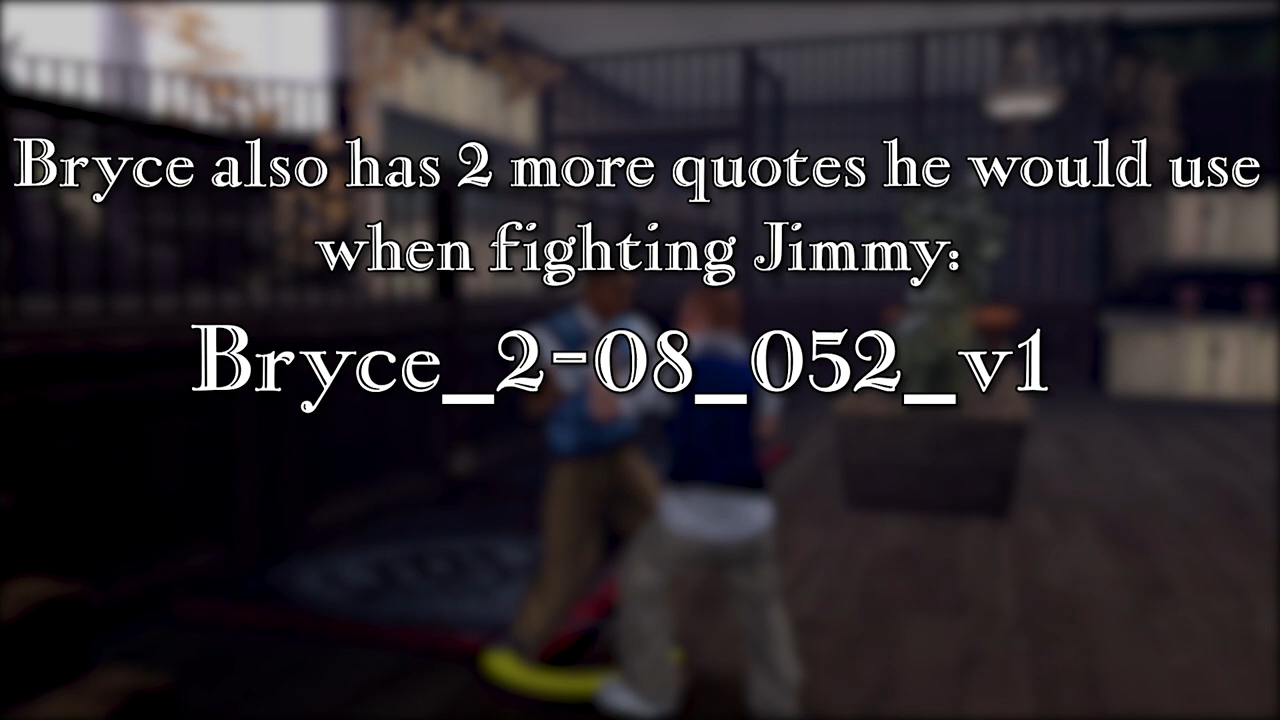 Bryce also has 2 more quotes he would use
when fighting Jimmy:
Bryce_2-08_052_v1